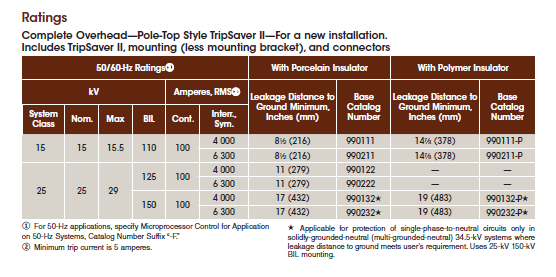 Ratings
Complete Overhead—Pole-Top Style TripSaver II—For a new installation.
Includes TripSaver II, mounting (less mounting bracket), and connectors
50/60-Hz Ratings①
With Porcelain Insulator
With Polymer Insulator
kV
Amperes, RMS②
Leakage Distance to
Ground Minimum,
Inches (mm)
Base
Catalog
Number
Leakage Distance to
Ground Minimum,
Inches (mm)
Base
Catalog
Number
System
Class
Nom.
Max
BIL
Cont.
Interr.,
Sym.
15 15 15.5 110 100 4 000 8½ (216) 990111 14⅞ (378) 990111-P
6 300 8½ (216) 990211 14⅞ (378) 990211-P
25 25 29 125 100 4 000 11 (279) 990122 — —
6 300 11 (279) 990222 — —
150 100 4 000 17 (432) 990132★ 19 (483) 990132-P★
6 300 17 (432) 990232★ 19 (483) 990232-P★
① For 50-Hz applications, specify Microprocessor Control for Application
on 50-Hz Systems, Catalog Number Suffix "-F."
② Minimum trip current is 5 amperes.
★ Applicable for protection of single-phase-to-neutral circuits only in
solidly-grounded-neutral (multi-grounded-neutral) 34.5-kV systems where
leakage distance to ground meets user's requirement. Uses 25-kV 150-kV
BIL mounting.